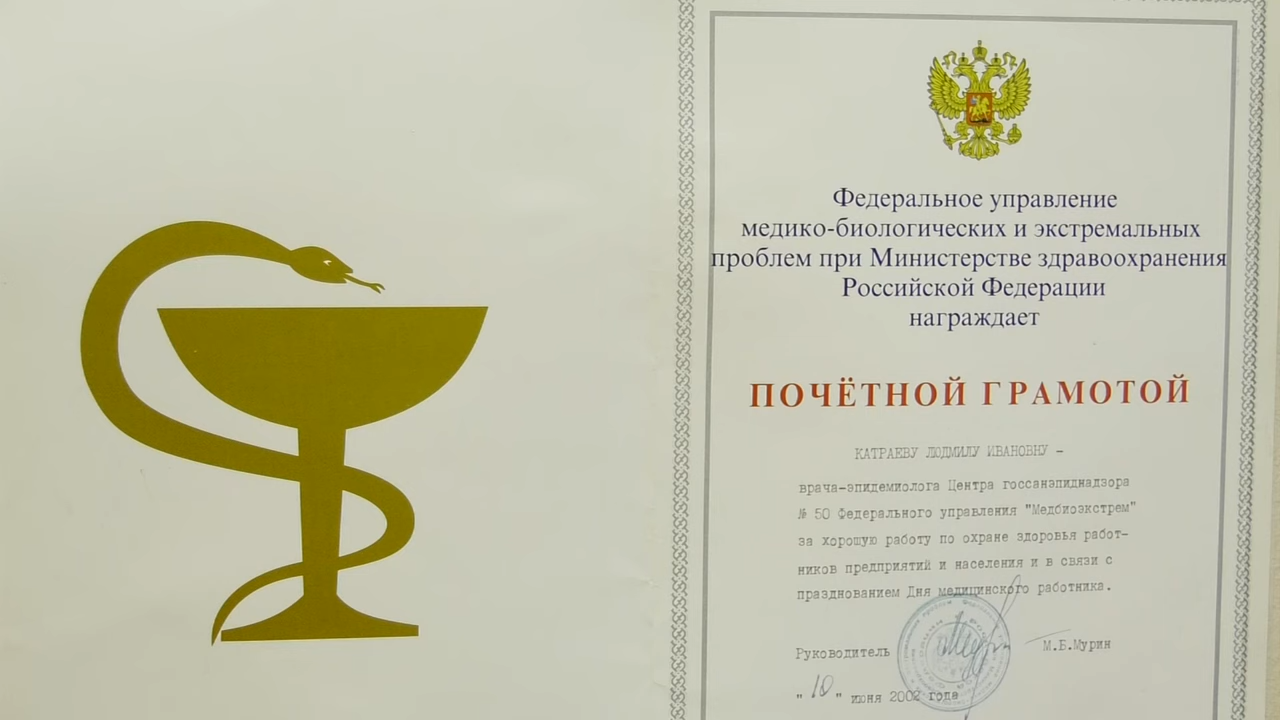 Федеральное управление
медико-биологических и экстремальных
проблем при Министерстве здравоохранения
Российской Федерации
награждает
ПОЧЁТНОЙ ГРАМОТОЙ
КАТРАЕВУ ЛЮДМИЛУ ИВАНОВНУ -
врача-эпидемиолога Центра госсанэпиднадзора
№ 50 Федерального управления "Медбиоэкстрем"
за хорошую работу по охране здоровья работ-
ников предприятий и населения и в связи с
празднованием Дня медицинского работника.
Руководитель М.Б.Мурин
"10" июня 2002 года